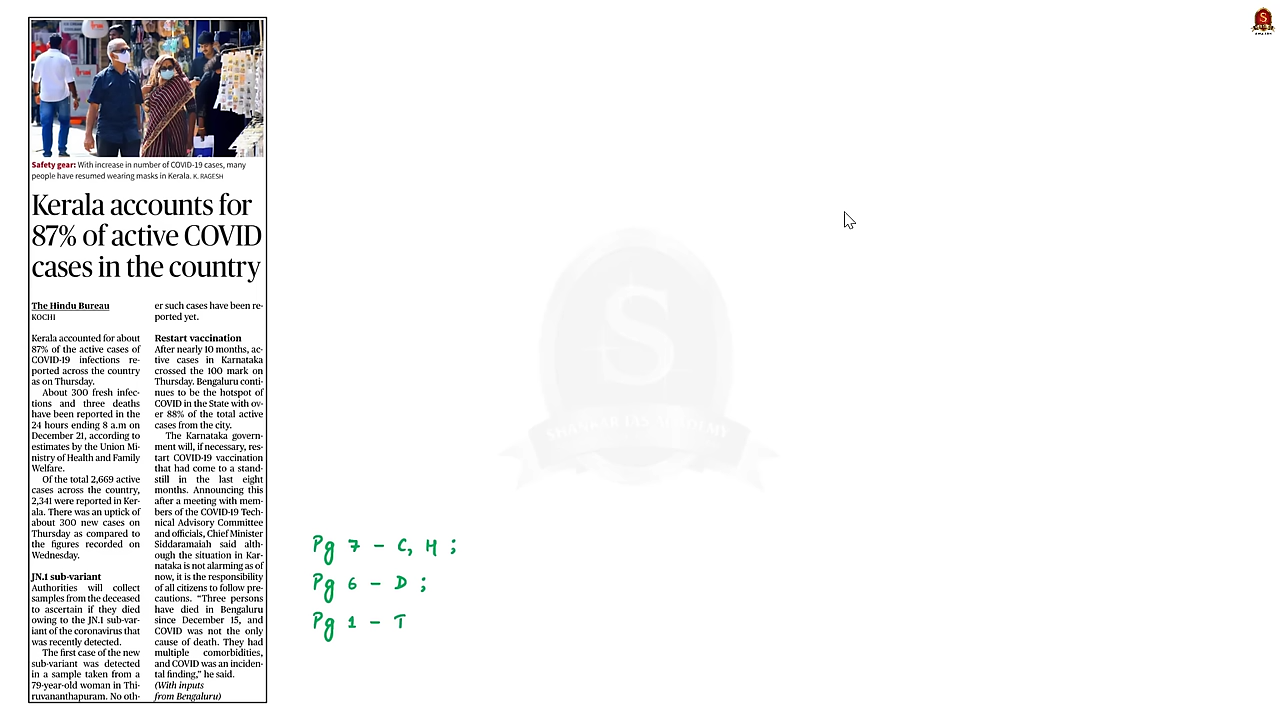 Safety gear: With increase in number of COVID-19 cases, many
people have resumed wearing masks in Kerala. K. RAGESH
Kerala accounts for
87% of active COVID
cases in the country
The Hindu Bureau
KOCHI
Kerala accounted for about
87% of the active cases of
COVID-19 infections re-
ported across the country
as on Thursday.
About 300 fresh infec-
tions and three deaths
have been reported in the
24 hours ending 8 a.m on
December 21, according to
estimates by the Union Mi-
nistry of Health and Family
Welfare.
Of the total 2,669 active
cases across the country,
2,341 were reported in Ker-
ala. There was an uptick of
about 300 new cases on
Thursday as compared to
the figures recorded on
Wednesday.
JN.1 sub-variant
Authorities will collect
samples from the deceased
to ascertain if they died
owing to the JN.1 sub-var-
iant of the coronavirus that
was recently detected.
The first case of the new
sub-variant was detected
in a sample taken from a
79-year-old woman in Thi-
ruvananthapuram. No oth-
er such cases have been re-
ported yet.
Restart vaccination
After nearly 10 months, ac-
tive cases in Karnataka
crossed the 100 mark on
Thursday. Bengaluru conti-
nues to be the hotspot of
COVID in the State with ov-
er 88% of the total active
cases from the city.
The Karnataka govern-
ment will, if necessary, res-
tart COVID-19 vaccination
that had come to a stand-
still in the last eight
months. Announcing this
after a meeting with mem-
bers of the COVID-19 Tech-
nical Advisory Committee
and officials, Chief Minister
Siddaramaiah said alth-
ough the situation in Kar-
nataka is not alarming as of
now, it is the responsibility
of all citizens to follow pre-
cautions. “Three persons
have died in Bengaluru
since December 15, and
COVID was not the only
cause of death. They had
multiple comorbidities,
and COVID was an inciden-
tal finding,” he said.
(With inputs
from Bengaluru)
Pg 7 - C, H ;
Pg 6 - D ;
Pg 1 - T
S
SHANKAR IAS ACADEMY